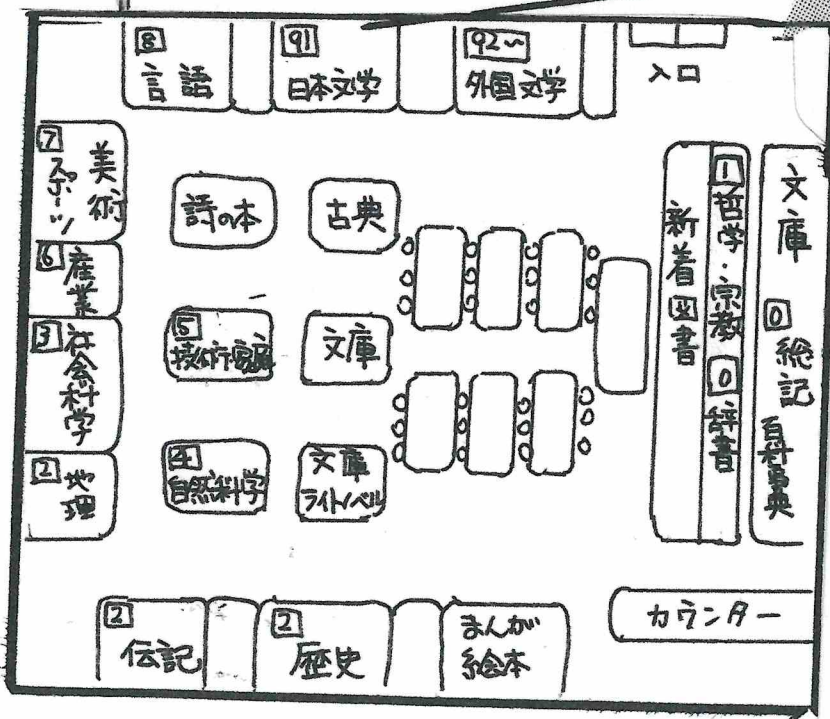 8
言語
91
日本文学
92〜
外国文学
入口
7
美術
スポーツ
詩の本
古典
新着図書
1 哲学・宗教 0 辞書
文庫
0 総記
百科事典
6
産業
3
社会科学
5
技術・家庭
文庫
2
地理
4
自然科学
文庫
ライトノベル
2
伝記
2
歴史
まんが
絵本
カウンター